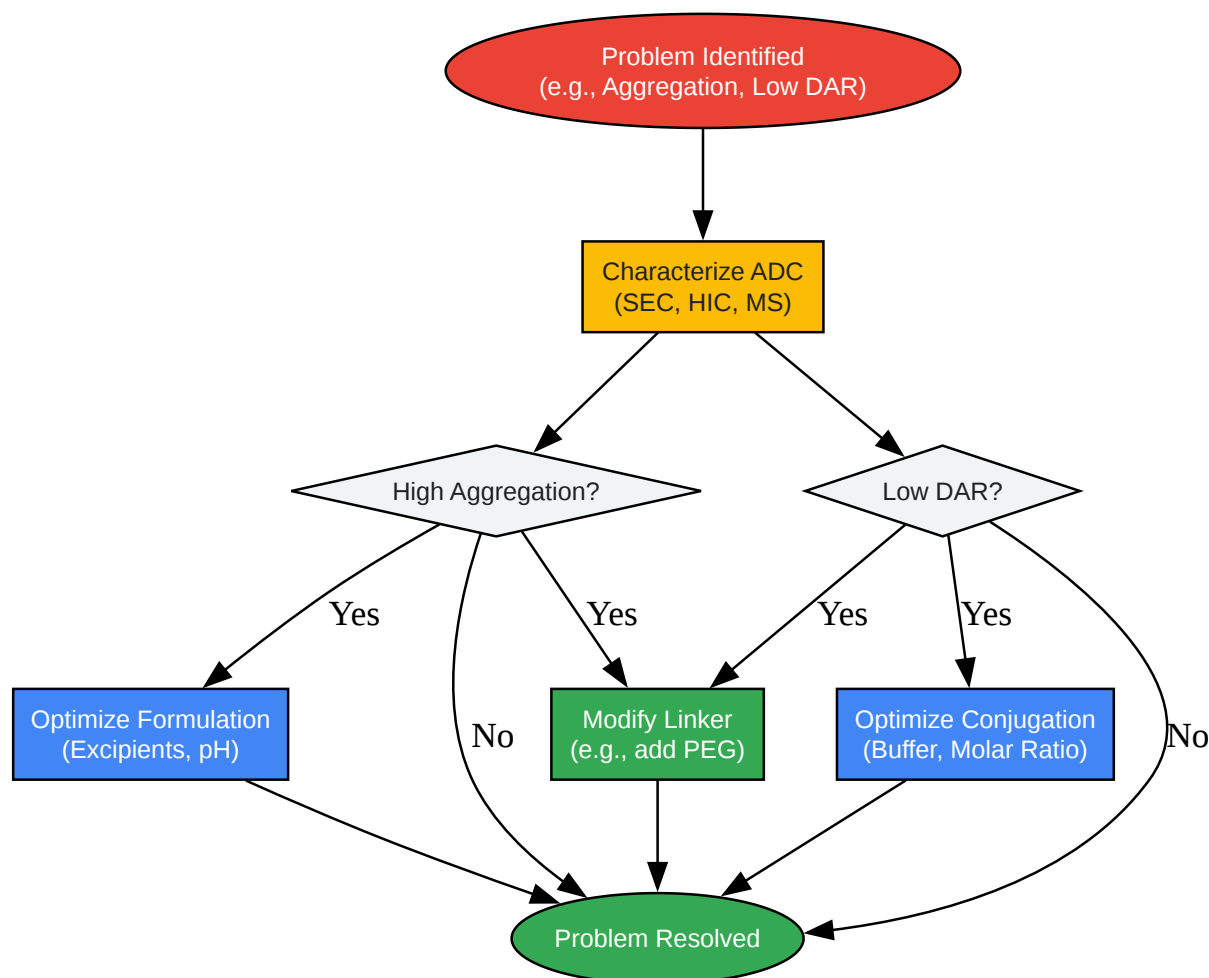 Problem Identified
(e.g., Aggregation, Low DAR)
Characterize ADC
(SEC, HIC, MS)
High Aggregation?
Low DAR?
Yes
Yes
Yes
Yes
Optimize Formulation
(Excipients, pH)
No
Modify Linker
(e.g., add PEG)
Optimize Conjugation
(Buffer, Molar Ratio)
No
Problem Resolved